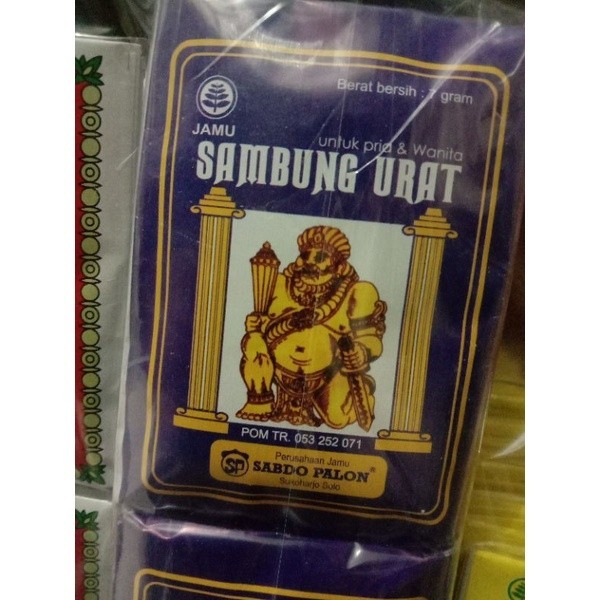 Berat bersih : 7 gram
JAMU
untuk pria & Wanita
SAMBUNG URAT
POM TR. 053 252 071
Perusahaan Jamu
SP SABDO PALON®
Sukoharjo Solo